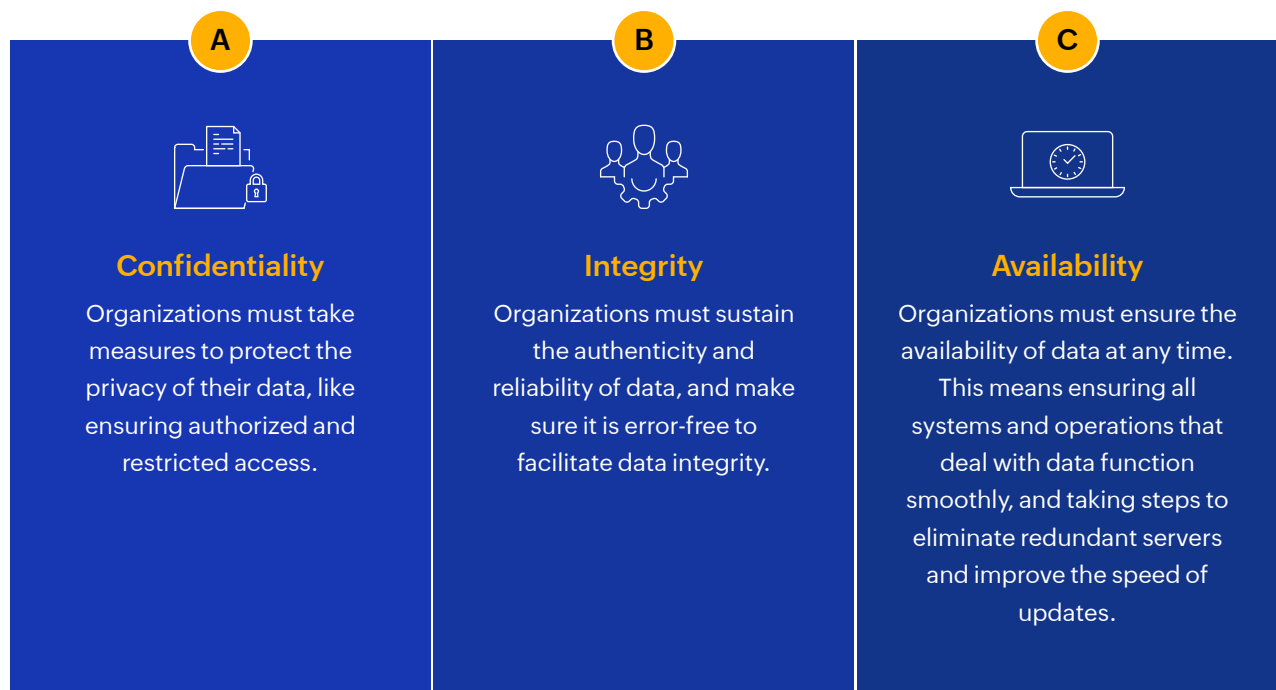 A
Confidentiality
Organizations must take
measures to protect the
privacy of their data, like
ensuring authorized and
restricted access.
B
Integrity
Organizations must sustain
the authenticity and
reliability of data, and make
sure it is error-free to
facilitate data integrity.
C
Availability
Organizations must ensure the
availability of data at any time.
This means ensuring all
systems and operations that
deal with data function
smoothly, and taking steps to
eliminate redundant servers
and improve the speed of
updates.